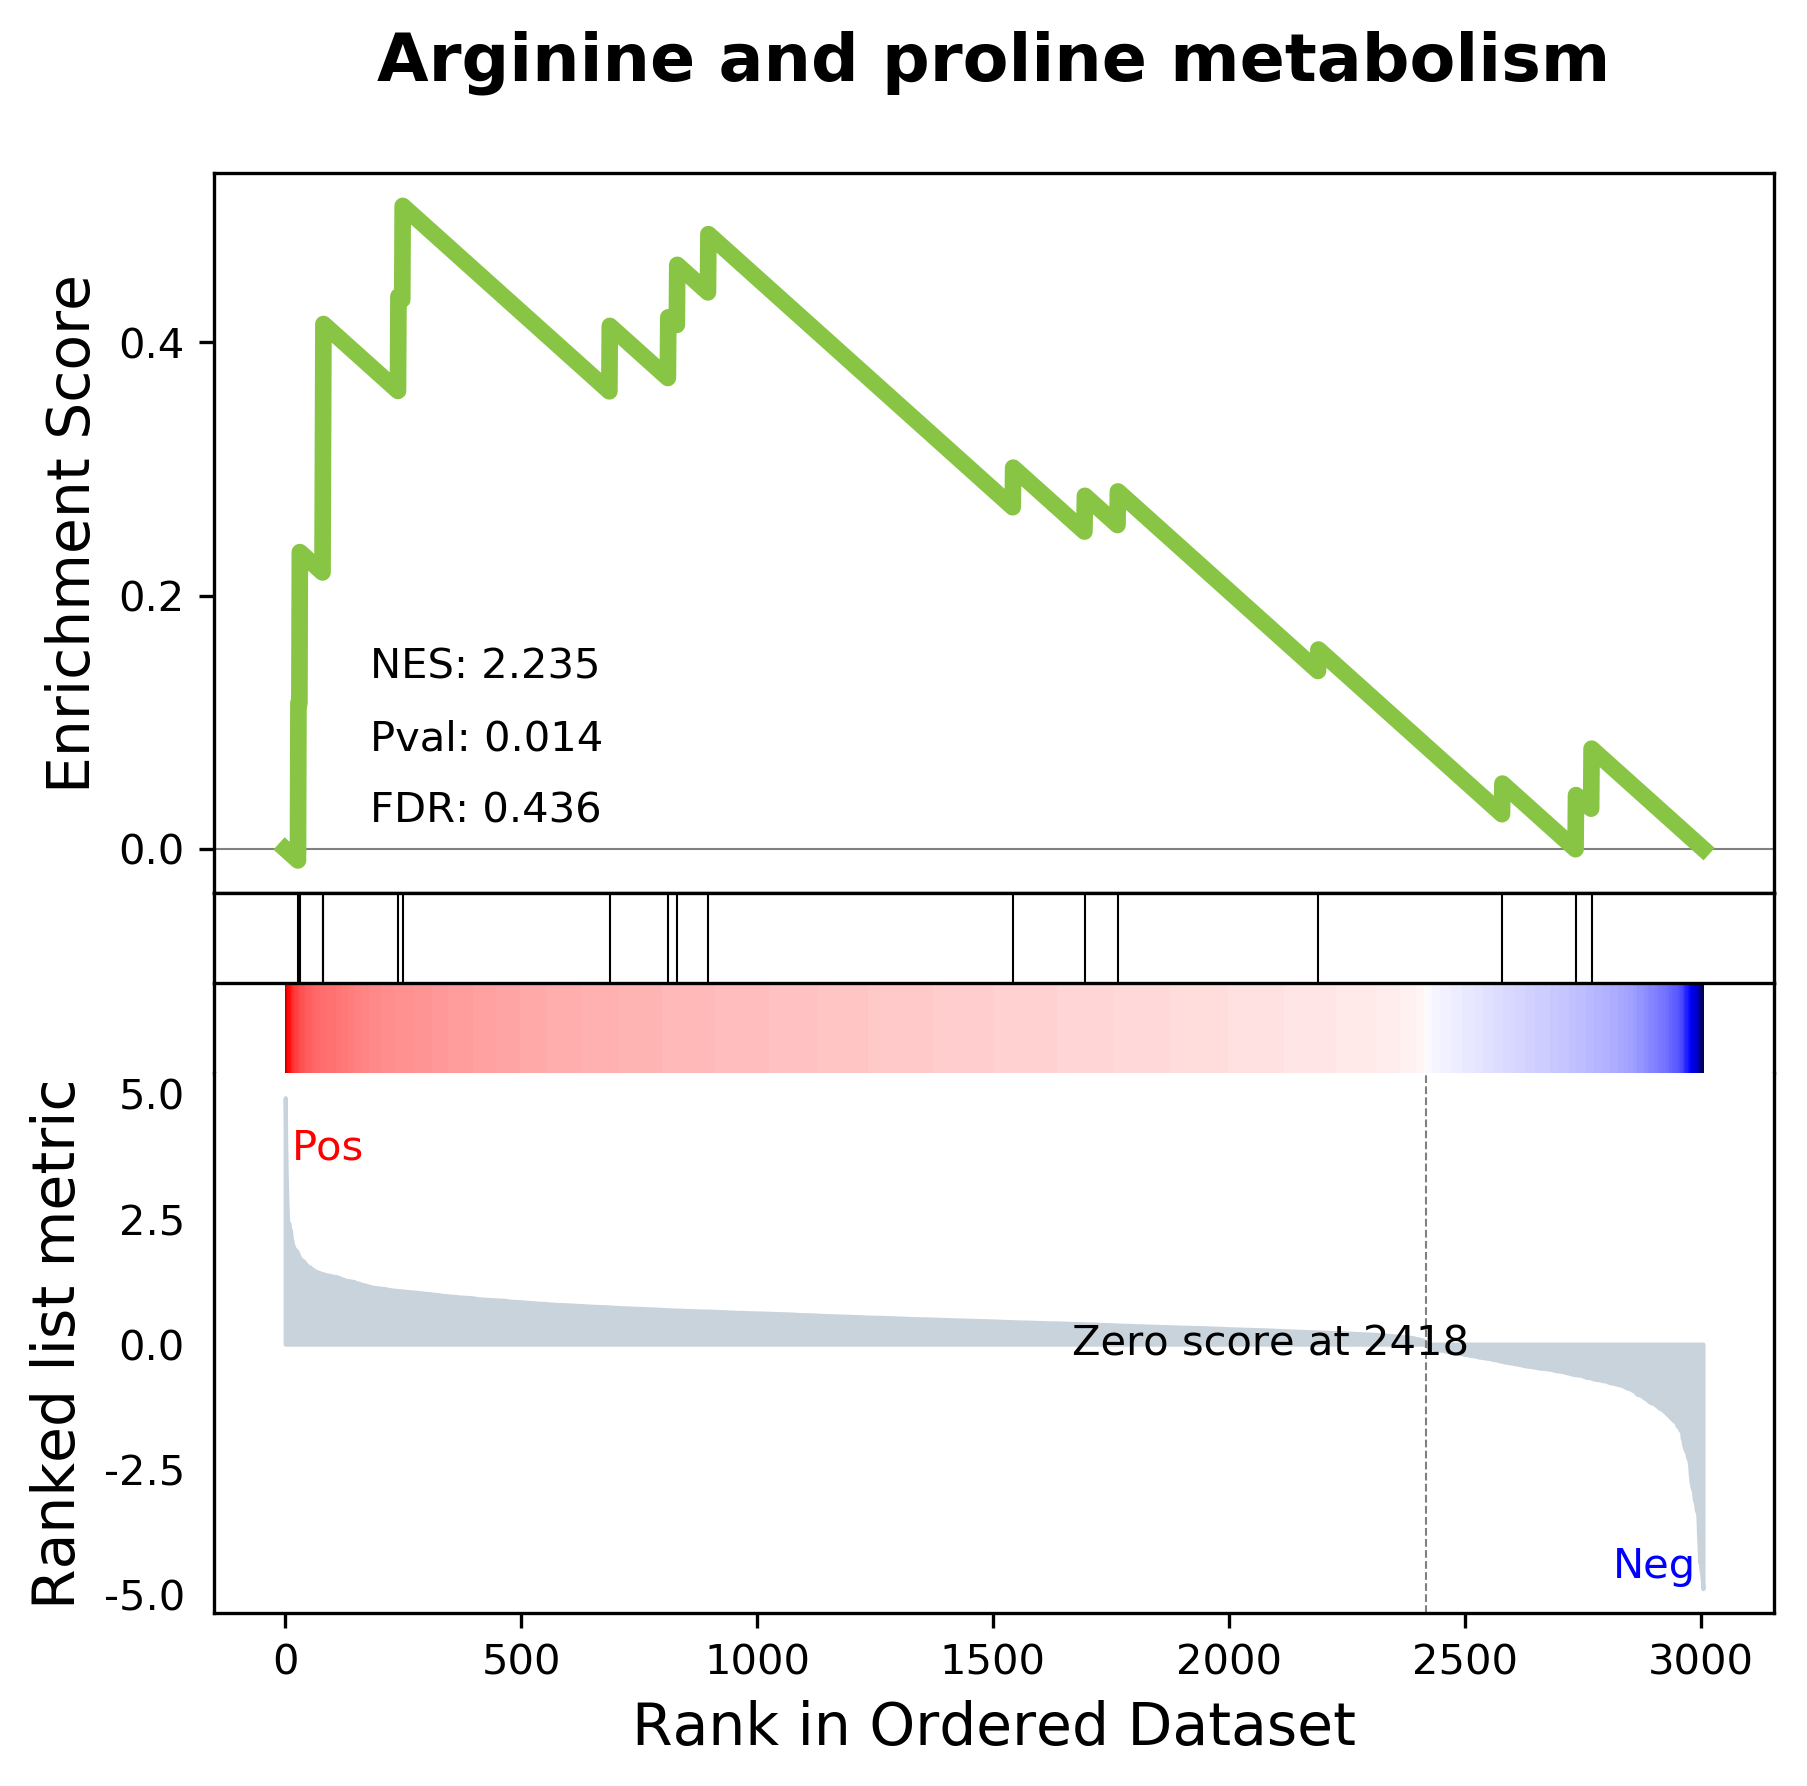 Arginine and proline metabolism
Enrichment Score
0.4
0.2
0.0
NES: 2.235
Pval: 0.014
FDR: 0.436
Ranked list metric
5.0
2.5
0.0
-2.5
-5.0
Pos
Zero score at 2418
Neg
0 500 1000 1500 2000 2500 3000
Rank in Ordered Dataset